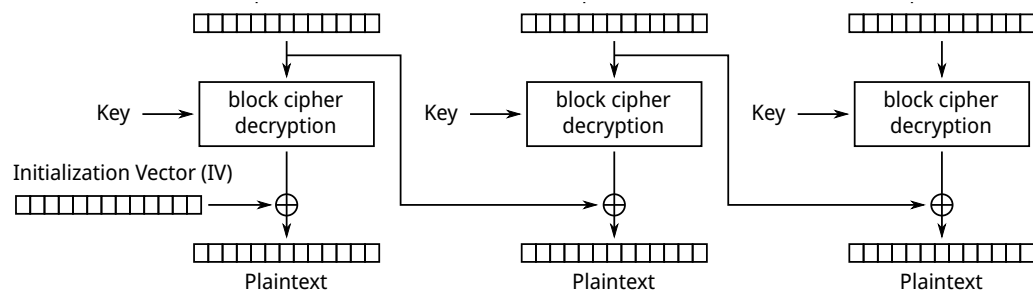 block cipher
decryption
block cipher
decryption
block cipher
decryption
Key
Key
Key
Initialization Vector (IV)
Plaintext
Plaintext
Plaintext